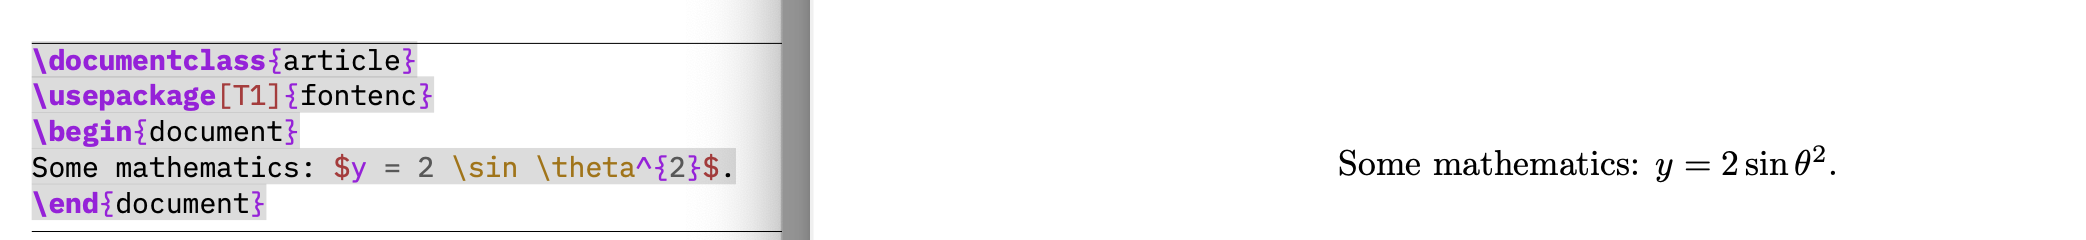 \documentclass{article}
\usepackage[T1]{fontenc}
\begin{document}
Some mathematics: $y = 2 \sin \theta^{2}$.
\end{document}
Some mathematics: y = 2 sin θ².